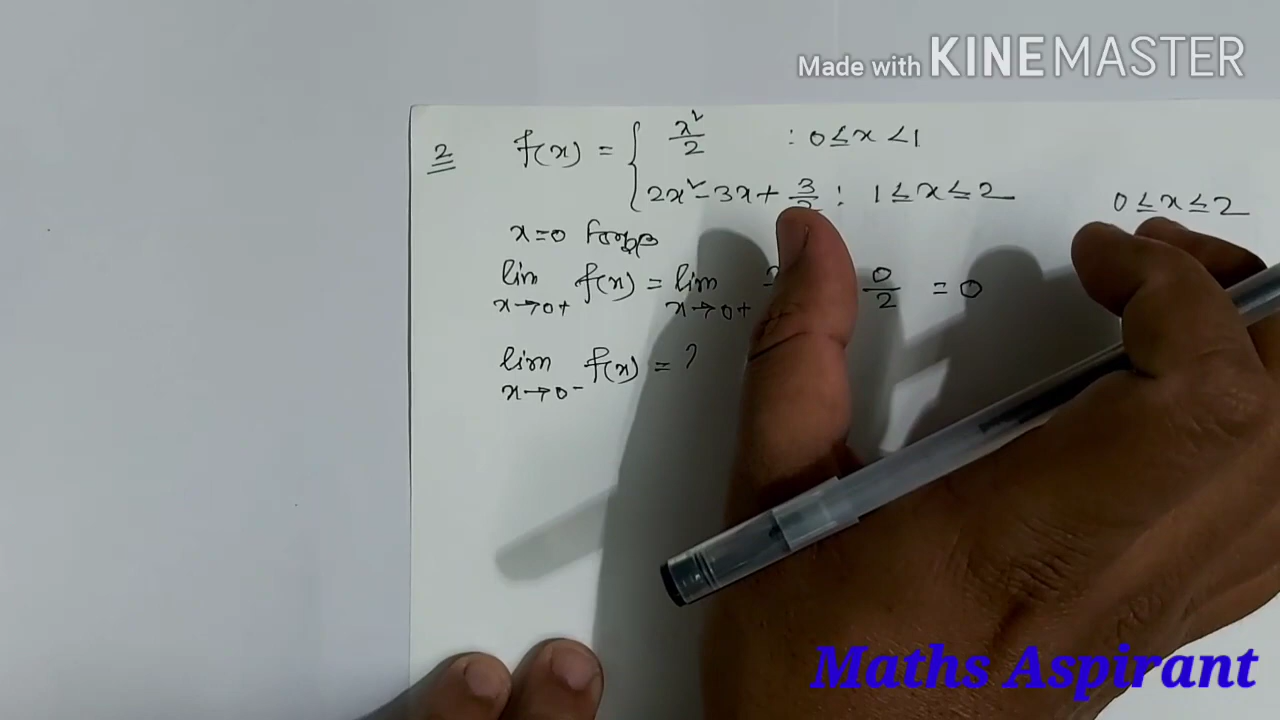 Made with KINEMASTER
2 f(x) = { x²/2 : 0 ≤ x < 1
2x² - 3x + 3/2 : 1 ≤ x ≤ 2
0 ≤ x ≤ 2
x=0
lim x→0+ f(x) = lim x→0+ 0/2 = 0
lim x→0- f(x) = ?
Maths Aspirant